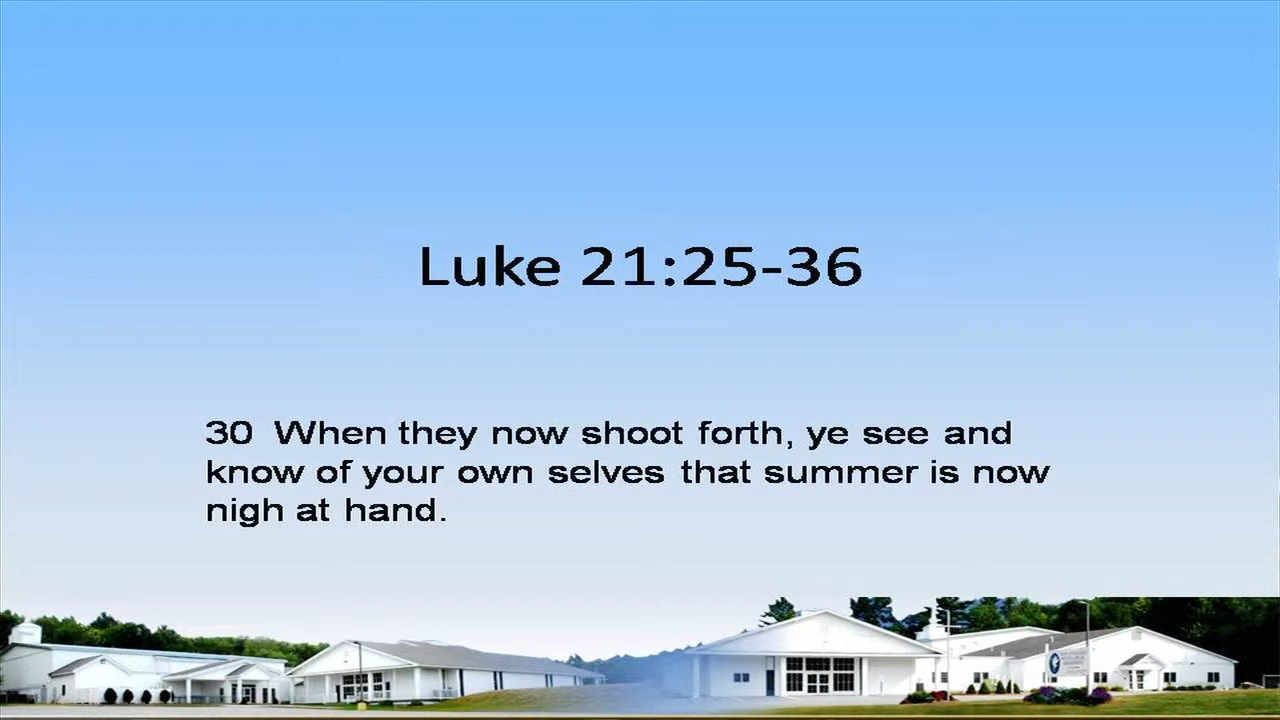 Luke 21:25-36
30 When they now shoot forth, ye see and
know of your own selves that summer is now
nigh at hand.